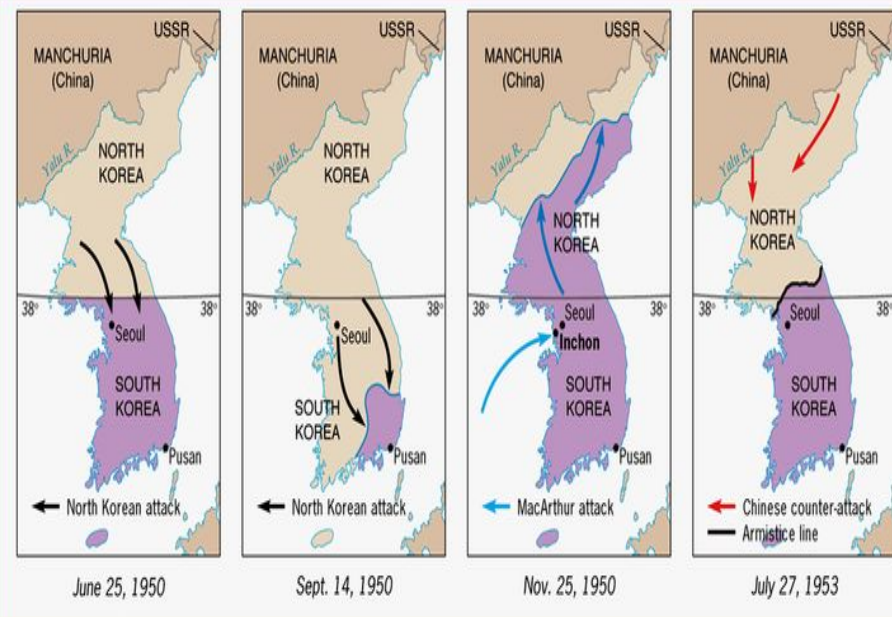 USSR
MANCHURIA
(China)
Yalu R.
NORTH
KOREA
38°
38°
Seoul
SOUTH
KOREA
Pusan
North Korean attack
June 25, 1950
USSR
MANCHURIA
(China)
Yalu R.
NORTH
KOREA
38°
38°
Seoul
SOUTH
KOREA
Pusan
North Korean attack
Sept. 14, 1950
USSR
MANCHURIA
(China)
Yalu R.
NORTH
KOREA
38°
38°
Seoul
Inchon
SOUTH
KOREA
Pusan
MacArthur attack
Nov. 25, 1950
USSR
MANCHURIA
(China)
Yalu R.
NORTH
KOREA
38°
38°
Seoul
SOUTH
KOREA
Pusan
Chinese counter-attack
Armistice line
July 27, 1953